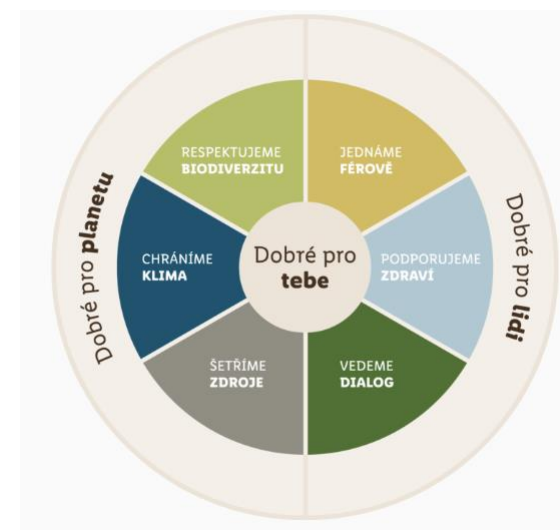 RESPEKTUJEME
BIODIVERZITU
JEDNÁME
FÉROVĚ
Dobré pro planetu
CHRÁNÍME
KLIMA
Dobré pro
tebe
PODPORUJEME
ZDRAVÍ
Dobré pro lidi
ŠETŘÍME
ZDROJE
VEDEME
DIALOG